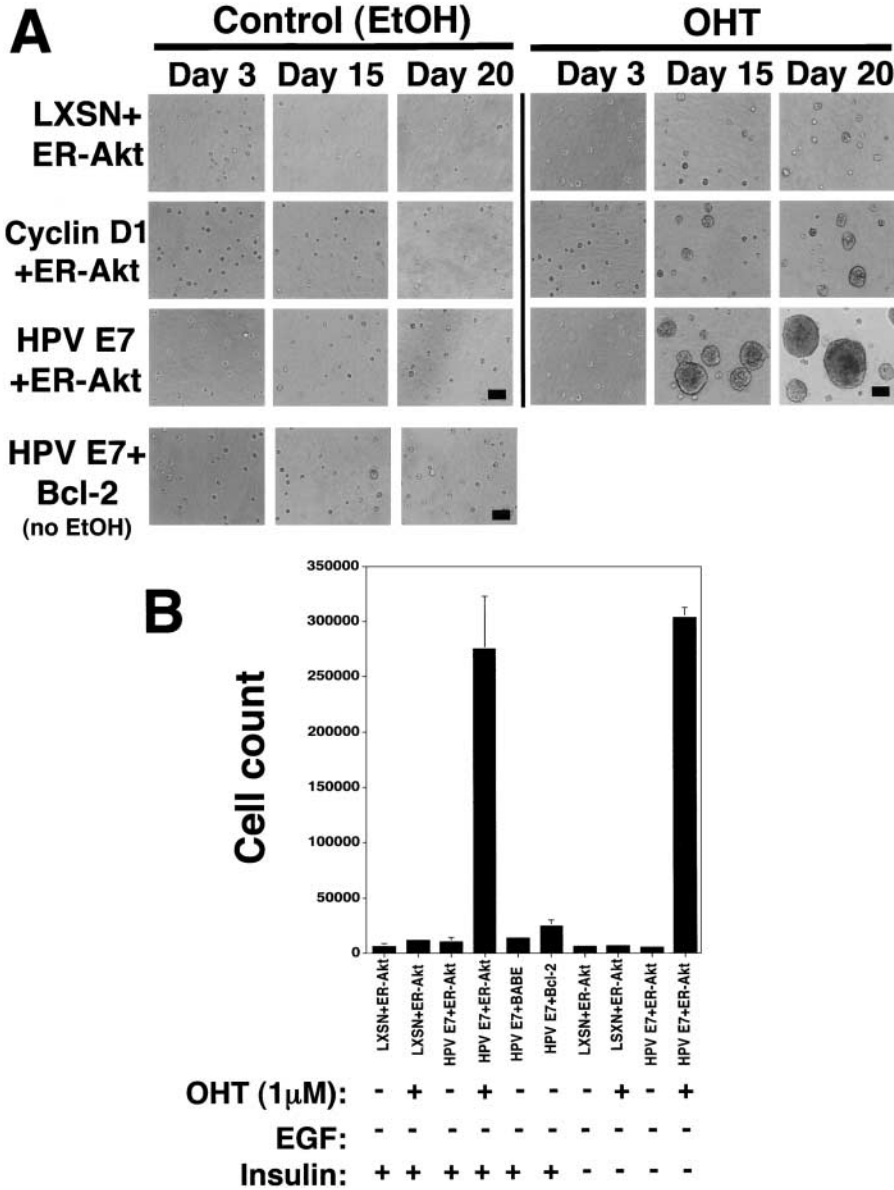 A
Control (EtOH)
OHT
Day 3 Day 15 Day 20 Day 3 Day 15 Day 20
LXSN+
ER-Akt
Cyclin D1
+ER-Akt
HPV E7
+ER-Akt
HPV E7+
Bcl-2
(no EtOH)
B
Cell count
350000
300000
250000
200000
150000
100000
50000
0
LXSN+ER-Akt
LXSN+ER-Akt
HPV E7+ER-Akt
HPV E7+ER-Akt
HPV E7+BABE
HPV E7+Bcl-2
LXSN+ER-Akt
LSXN+ER-Akt
HPV E7+ER-Akt
HPV E7+ER-Akt
OHT (1μM): - + - + - - - + - +
EGF: - - - - - - - - - -
Insulin: + + + + + + - - - -